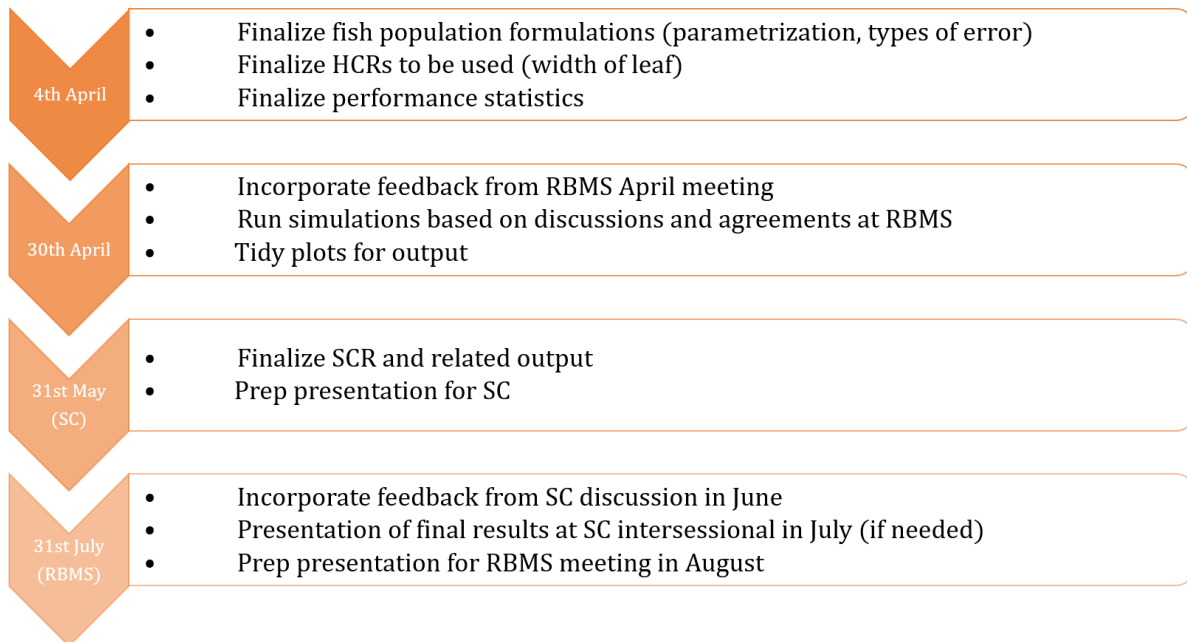 4th April
• Finalize fish population formulations (parametrization, types of error)
• Finalize HCRs to be used (width of leaf)
• Finalize performance statistics
30th April
• Incorporate feedback from RBMS April meeting
• Run simulations based on discussions and agreements at RBMS
• Tidy plots for output
31st May
(SC)
• Finalize SCR and related output
• Prep presentation for SC
31st July
(RBMS)
• Incorporate feedback from SC discussion in June
• Presentation of final results at SC intersessional in July (if needed)
• Prep presentation for RBMS meeting in August